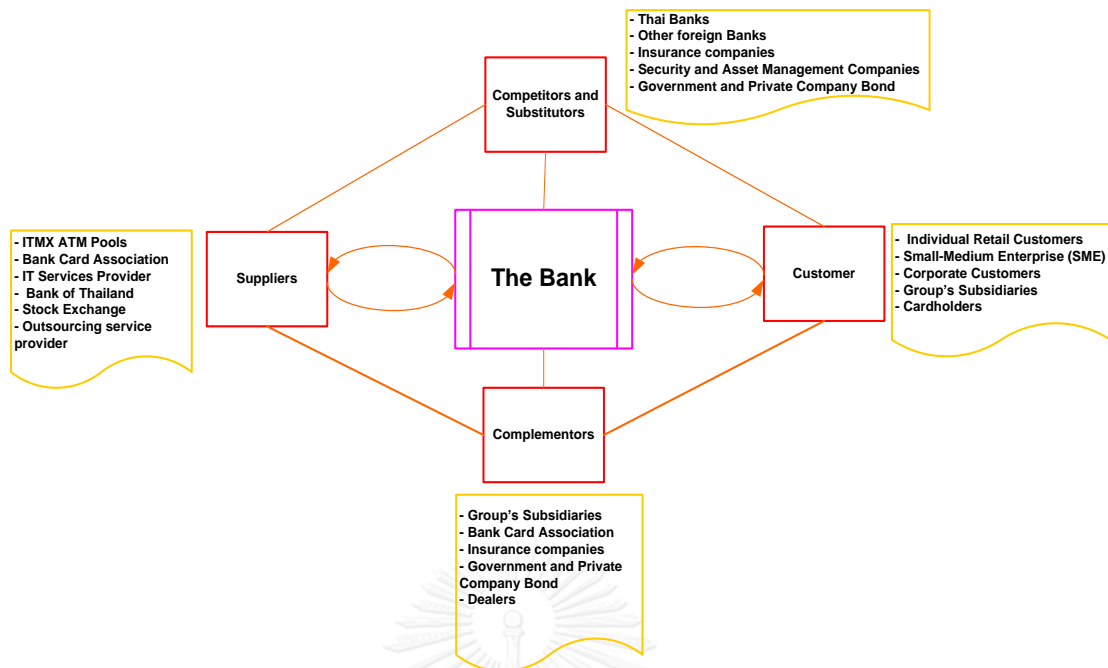 - Thai Banks
- Other foreign Banks
- Insurance companies
- Security and Asset Management Companies
- Government and Private Company Bond
Competitors and
Substitutors
- ITMX ATM Pools
- Bank Card Association
- IT Services Provider
- Bank of Thailand
- Stock Exchange
- Outsourcing service
provider
Suppliers
The Bank
Customer
- Individual Retail Customers
- Small-Medium Enterprise (SME)
- Corporate Customers
- Group's Subsidiaries
- Cardholders
Complementors
- Group's Subsidiaries
- Bank Card Association
- Insurance companies
- Government and Private
Company Bond
- Dealers